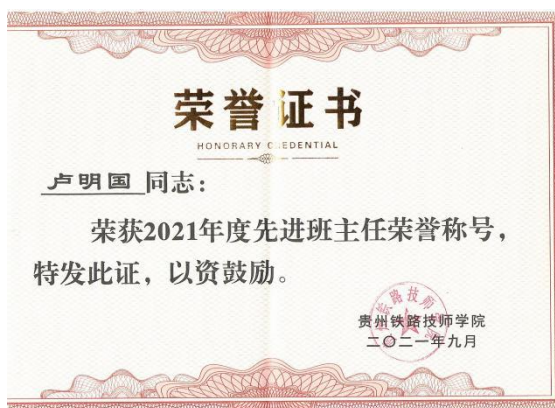 荣誉证书
HONORARY C EDENTIAL
卢明国 同志：
荣获2021年度先进班主任荣誉称号，
特发此证，以资鼓励。
贵州铁路技师学院
二〇二一年九月